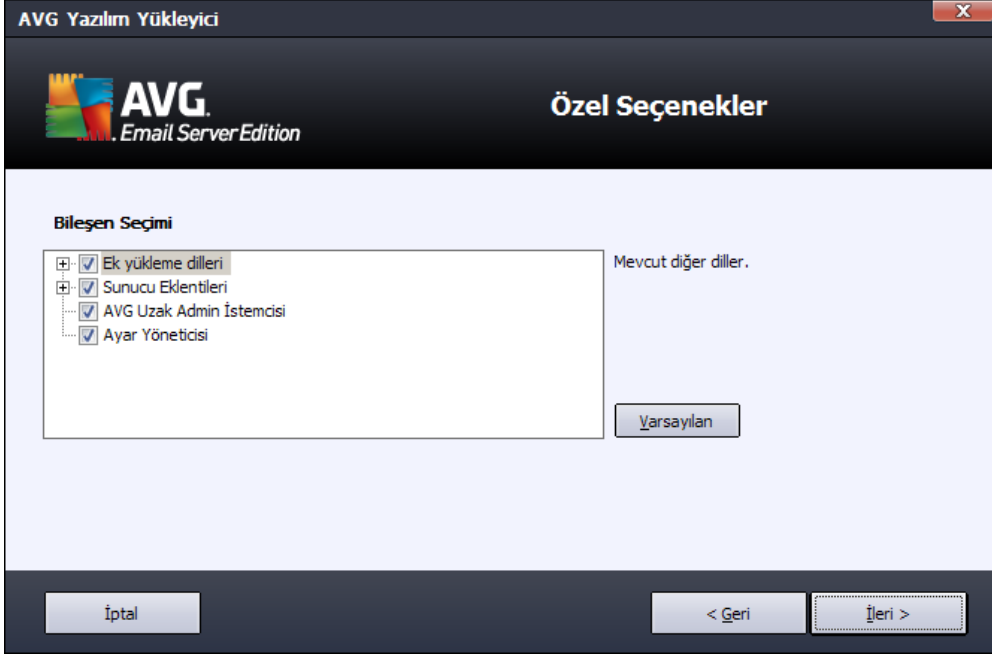 AVG Yazılım Yükleyici
AVG.
Email Server Edition
Özel Seçenekler
Bileşen Seçimi
Ek yükleme dilleri
Mevcut diğer diller.
Sunucu Eklentileri
AVG Uzak Admin İstemcisi
Ayar Yöneticisi
Varsayılan
İptal
< Geri
İleri >